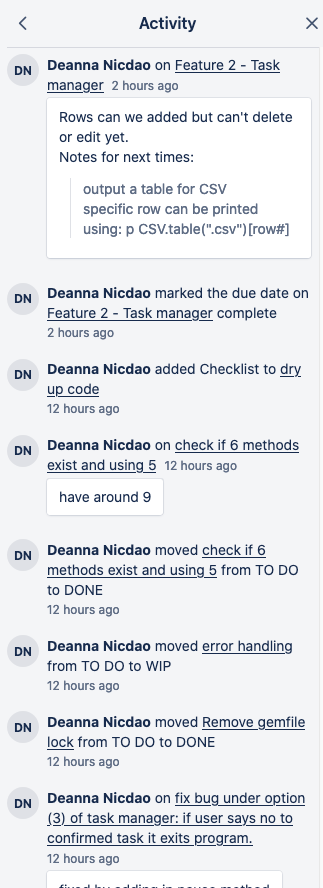 Activity
DN
Deanna Nicdao on Feature 2 - Task
manager 2 hours ago
Rows can we added but can't delete
or edit yet.
Notes for next times:
output a table for CSV
specific row can be printed
using: p CSV.table(".csv")[row#]
DN
Deanna Nicdao marked the due date on
Feature 2 - Task manager complete
2 hours ago
DN
Deanna Nicdao added Checklist to dry
up code
12 hours ago
DN
Deanna Nicdao on check if 6 methods
exist and using 5 12 hours ago
have around 9
DN
Deanna Nicdao moved check if 6
methods exist and using 5 from TO DO
to DONE
12 hours ago
DN
Deanna Nicdao moved error handling
from TO DO to WIP
12 hours ago
DN
Deanna Nicdao moved Remove gemfile
lock from TO DO to DONE
12 hours ago
DN
Deanna Nicdao on fix bug under option
(3) of task manager: if user says no to
confirmed task it exits program.
12 hours ago
fixed by adding in pause method